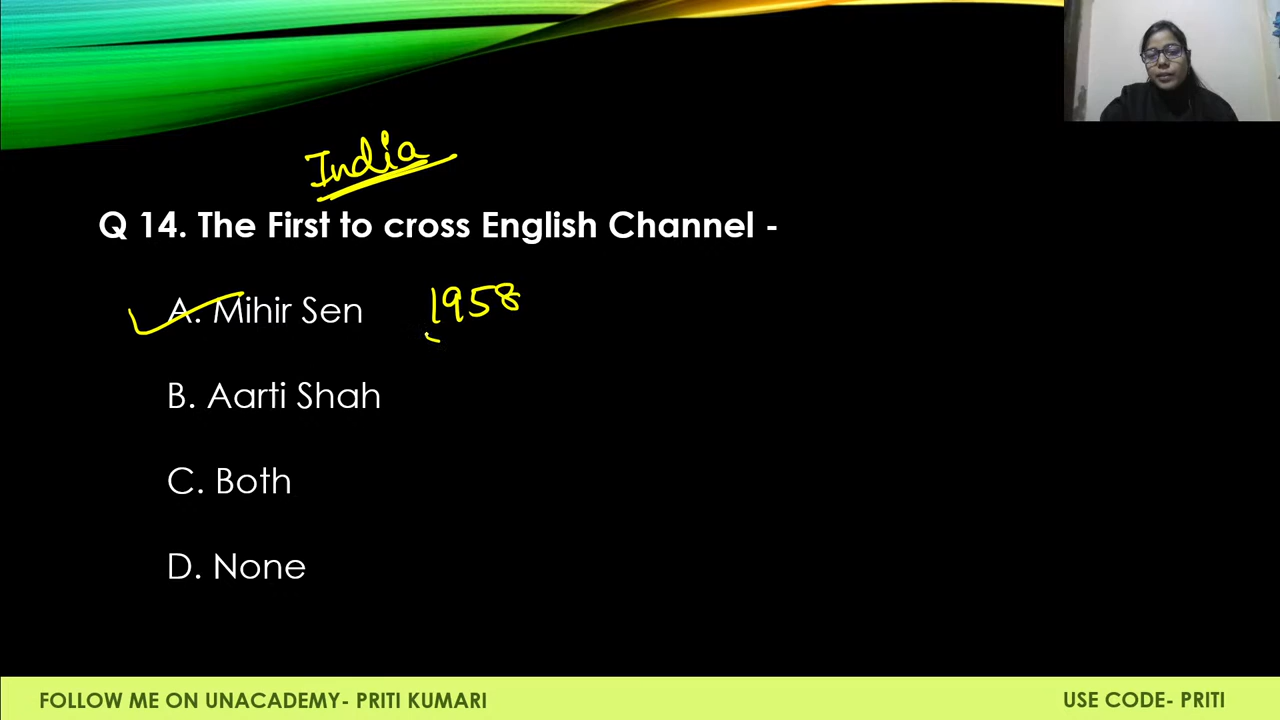 India
Q 14. The First to cross English Channel -
A. Mihir Sen 1958
B. Aarti Shah
C. Both
D. None
FOLLOW ME ON UNACADEMY- PRITI KUMARI
USE CODE- PRITI